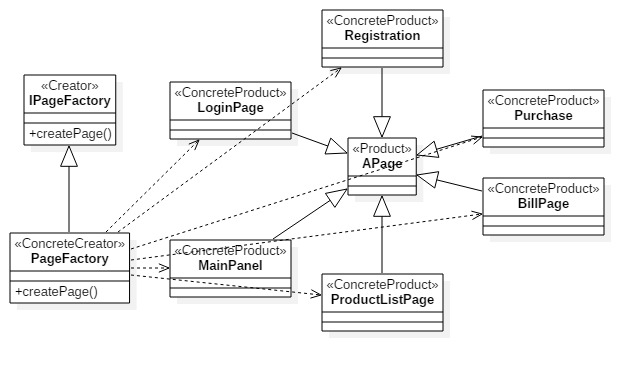 «ConcreteProduct»
Registration
«Creator»
IPageFactory
+createPage()
«ConcreteProduct»
LoginPage
«ConcreteProduct»
Purchase
«Product»
APage
«ConcreteProduct»
BillPage
«ConcreteCreator»
PageFactory
+createPage()
«ConcreteProduct»
MainPanel
«ConcreteProduct»
ProductListPage